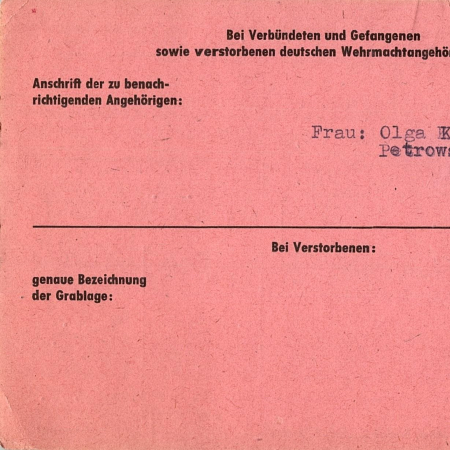 Bei Verbündeten und Gefangenen
sowie verstorbenen deutschen Wehrmachtangehö
Anschrift der zu benach-
richtigenden Angehörigen:
Frau: Olga K
Petrows
Bei Verstorbenen:
genaue Bezeichnung
der Grablage: